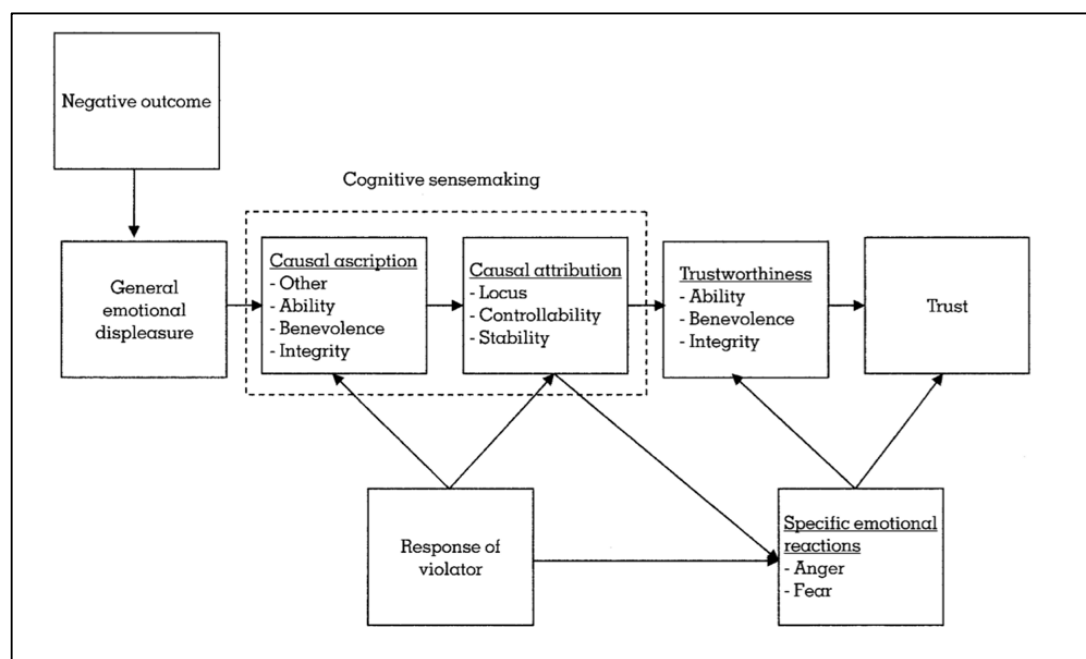 Negative outcome
Cognitive sensemaking
General
emotional
displeasure
Causal ascription
- Other
- Ability
- Benevolence
- Integrity
Causal attribution
- Locus
- Controllability
- Stability
Trustworthiness
- Ability
- Benevolence
- Integrity
Trust
Response of
violator
Specific emotional
reactions
- Anger
- Fear